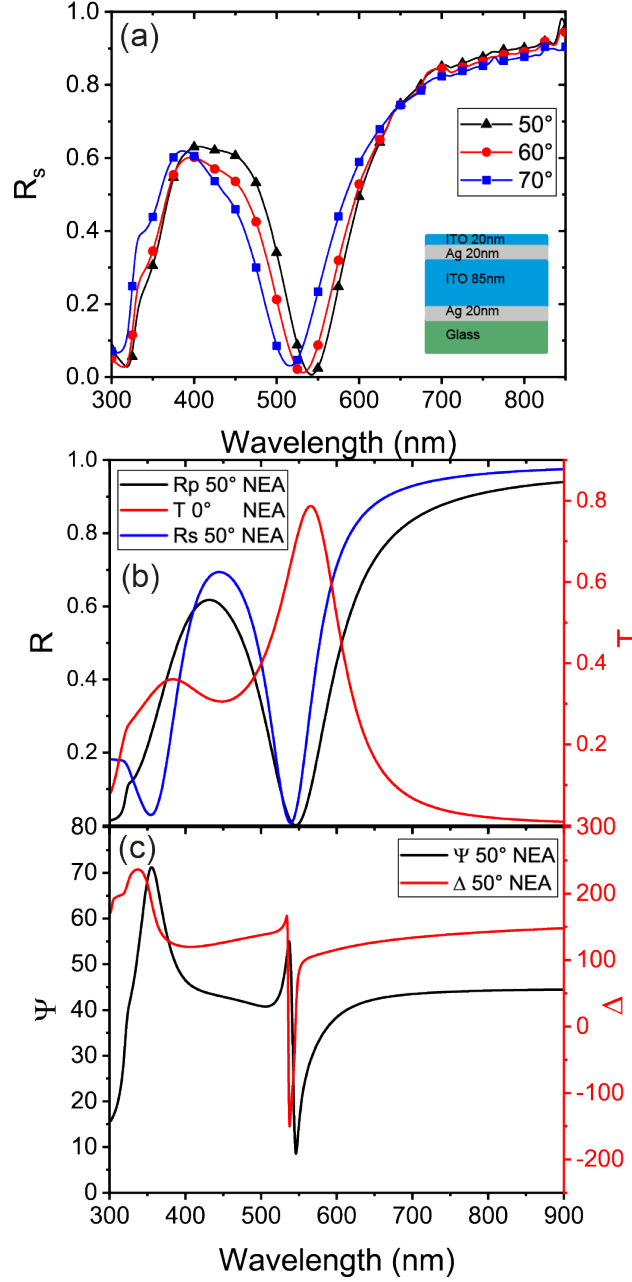 (a)
1.0
0.8
0.6
0.4
0.2
0.0
R_s
50°
60°
70°
ITO 20nm
Ag 20nm
ITO 85nm
Ag 20nm
Glass
300 400 500 600 700 800
Wavelength (nm)
(b)
1.0
0.8
0.6
0.4
0.2
R
Rp 50° NEA
T 0° NEA
Rs 50° NEA
0.8
0.6
0.4
0.2
T
(c)
80
70
60
50
40
30
20
10
0
Ψ
Ψ 50° NEA
Δ 50° NEA
300
200
100
0
-100
-200
Δ
300 400 500 600 700 800 900
Wavelength (nm)